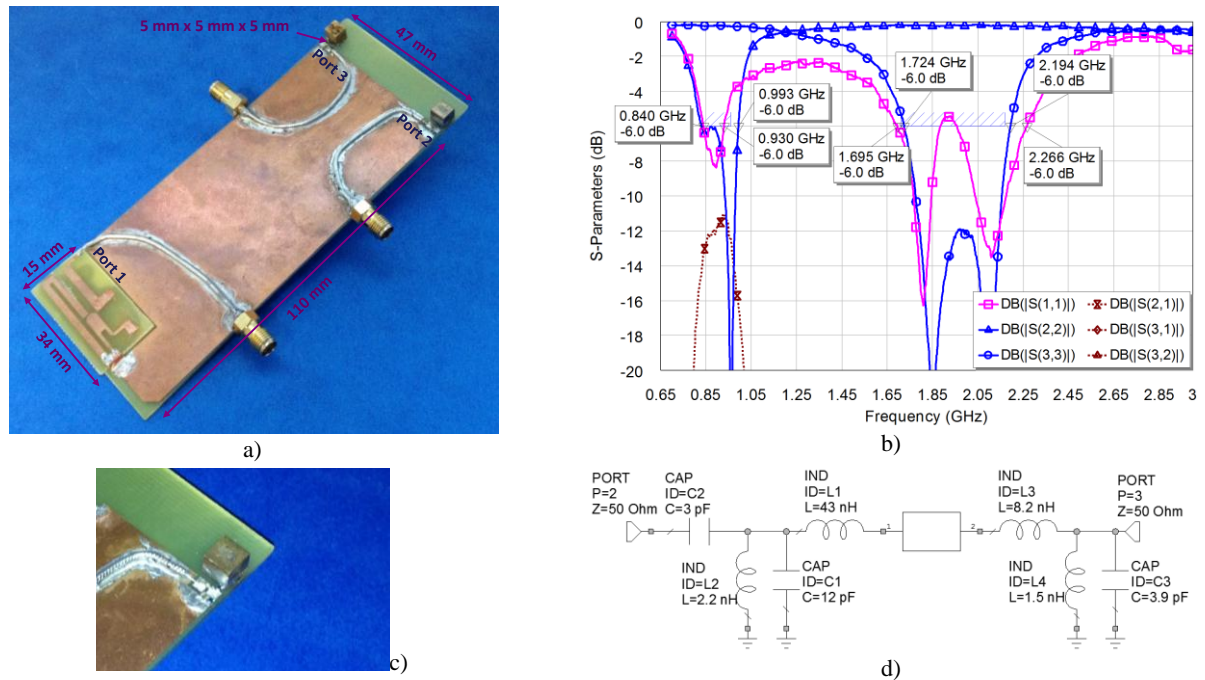 5 mm x 5 mm x 5 mm
47 mm
Port 3
Port 2
15 mm
Port 1
110 mm
34 mm
a)
0
-2
-4
-6
-8
-10
-12
-14
-16
-18
-20
S-Parameters (dB)
0.840 GHz
-6.0 dB
0.993 GHz
-6.0 dB
0.930 GHz
-6.0 dB
1.724 GHz
-6.0 dB
1.695 GHz
-6.0 dB
2.194 GHz
-6.0 dB
2.266 GHz
-6.0 dB
DB(|S(1,1)|) DB(|S(2,1)|)
DB(|S(2,2)|) DB(|S(3,1)|)
DB(|S(3,3)|) DB(|S(3,2)|)
0.65 0.85 1.05 1.25 1.45 1.65 1.85 2.05 2.25 2.45 2.65 2.85 3
Frequency (GHz)
b)
c)
PORT
P=2
Z=50 Ohm
CAP
ID=C2
C=3 pF
IND
ID=L1
L=43 nH
IND
ID=L2
L=2.2 nH
CAP
ID=C1
C=12 pF
1
2
IND
ID=L3
L=8.2 nH
PORT
P=3
Z=50 Ohm
IND
ID=L4
L=1.5 nH
CAP
ID=C3
C=3.9 pF
d)